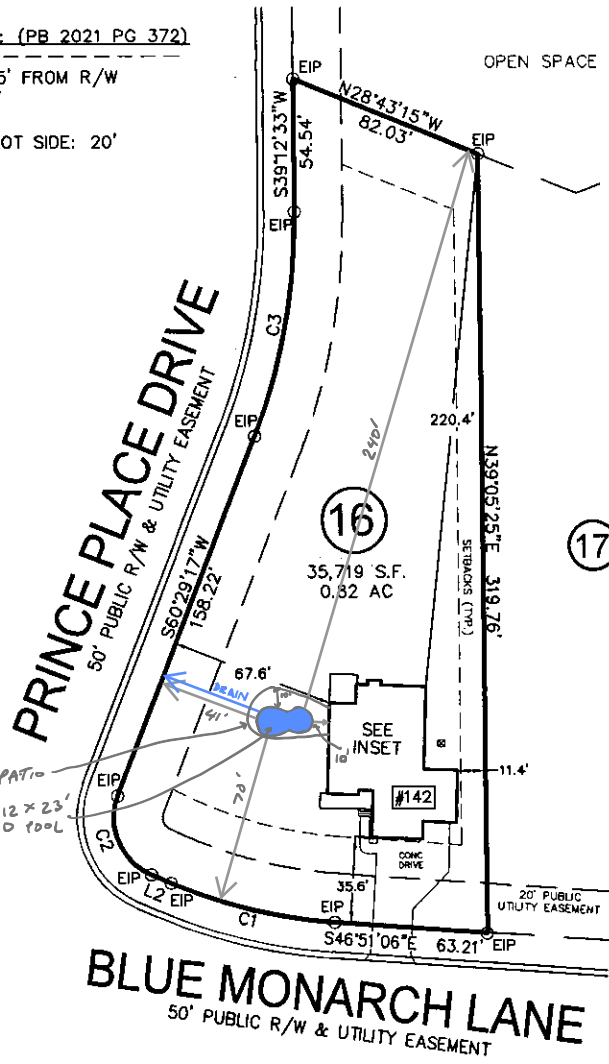 : (PB 2021 PG 372)
5' FROM R/W
OT SIDE: 20'
OPEN SPACE
EIP
N28°43'15"W
82.03'
EIP
S39°12'33"W
54.54'
EIP
C3
EIP
PRINCE PLACE DRIVE
50' PUBLIC R/W & UTILITY EASEMENT
S60°29'17"W
158.22'
220.4'
240'
N39°05'25"E 319.76'
SETBACKS (TYP.)
16
35,719 S.F.
0.82 AC
17
67.6'
DRAIN
41'
10'
SEE
INSET
PATIO
12 x 23'
D POOL
70'
#142
11.4'
EIP
C2
CONC
DRIVE
EIP
L2
EIP
35.6'
20' PUBLIC
UTILITY EASEMENT
C1
EIP
S46°51'06"E 63.21'
EIP
BLUE MONARCH LANE
50' PUBLIC R/W & UTILITY EASEMENT